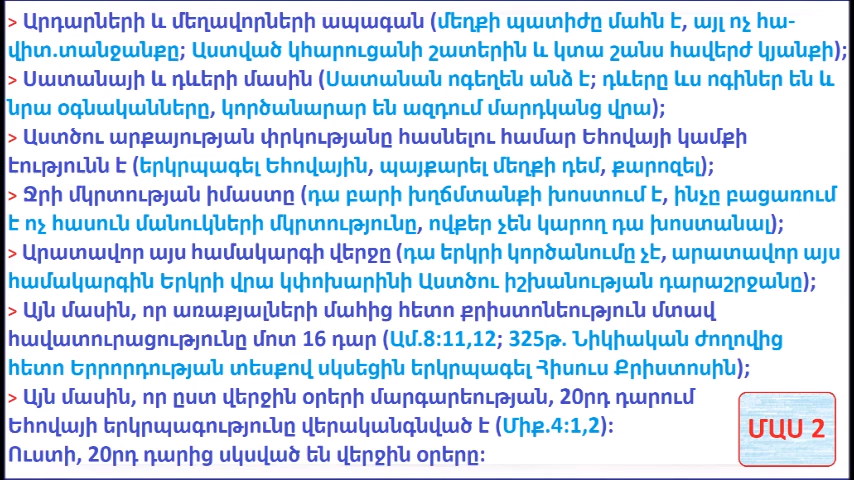 > Արդարների և մեղավորների ապագան (մեղքի պատիժը մահն է, այլ ոչ հա-
վիտ.տանջանքը; Աստված կհարուցանի շատերին և կտա շանս հավերժ կյանքի);
> Սատանայի և դևերի մասին (Սատանան ոգեղեն անձ է; դևերը ևս ոգիներ են և
նրա օգնականները, կործանարար են ազդում մարդկանց վրա);
> Աստծու արքայության փրկությանը հասնելու համար Եհովայի կամքի
էությունն է (երկրպագել Եհովային, պայքարել մեղքի դեմ, քարոզել);
> Ջրի մկրտության իմաստը (դա բարի խղճմտանքի խոստում է, ինչը բացառում
է ոչ հասուն մանուկների մկրտությունը, ովքեր չեն կարող դա խոստանալ);
> Արատավոր այս համակարգի վերջը (դա երկրի կործանումը չէ, արատավոր այս
համակարգին Երկրի վրա կփոխարինի Աստծու իշխանության դարաշրջանը);
> Այն մասին, որ առաքյալների մահից հետո քրիստոնեություն մտավ
հավատուրացությունը մոտ 16 դար (Ամ.8:11,12; 325թ. Նիկիական ժողովից
հետո Երրորդության տեսքով սկսեցին երկրպագել Հիսուս Քրիստոսին);
> Այն մասին, որ ըստ վերջին օրերի մարգարեության, 20րդ դարում
Եհովայի երկրպագությունը վերականգնված է (Միք.4:1,2):
Ուստի, 20րդ դարից սկսված են վերջին օրերը:
ՄԱՍ 2